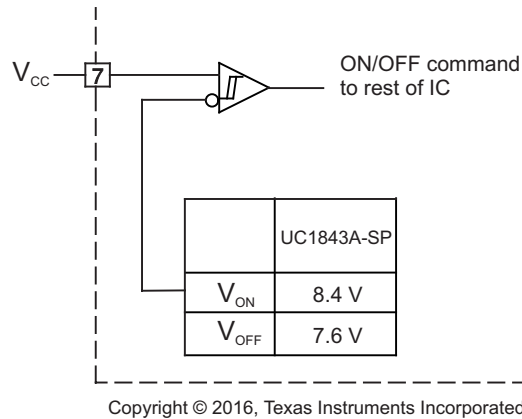 V_CC 7
ON/OFF command
to rest of IC
UC1843A-SP
V_ON 8.4 V
V_OFF 7.6 V
Copyright © 2016, Texas Instruments Incorporated